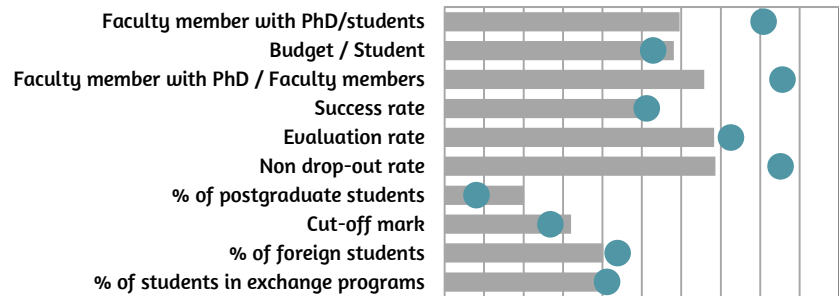 Faculty member with PhD/students
Budget / Student
Faculty member with PhD / Faculty members
Success rate
Evaluation rate
Non drop-out rate
% of postgraduate students
Cut-off mark
% of foreign students
% of students in exchange programs